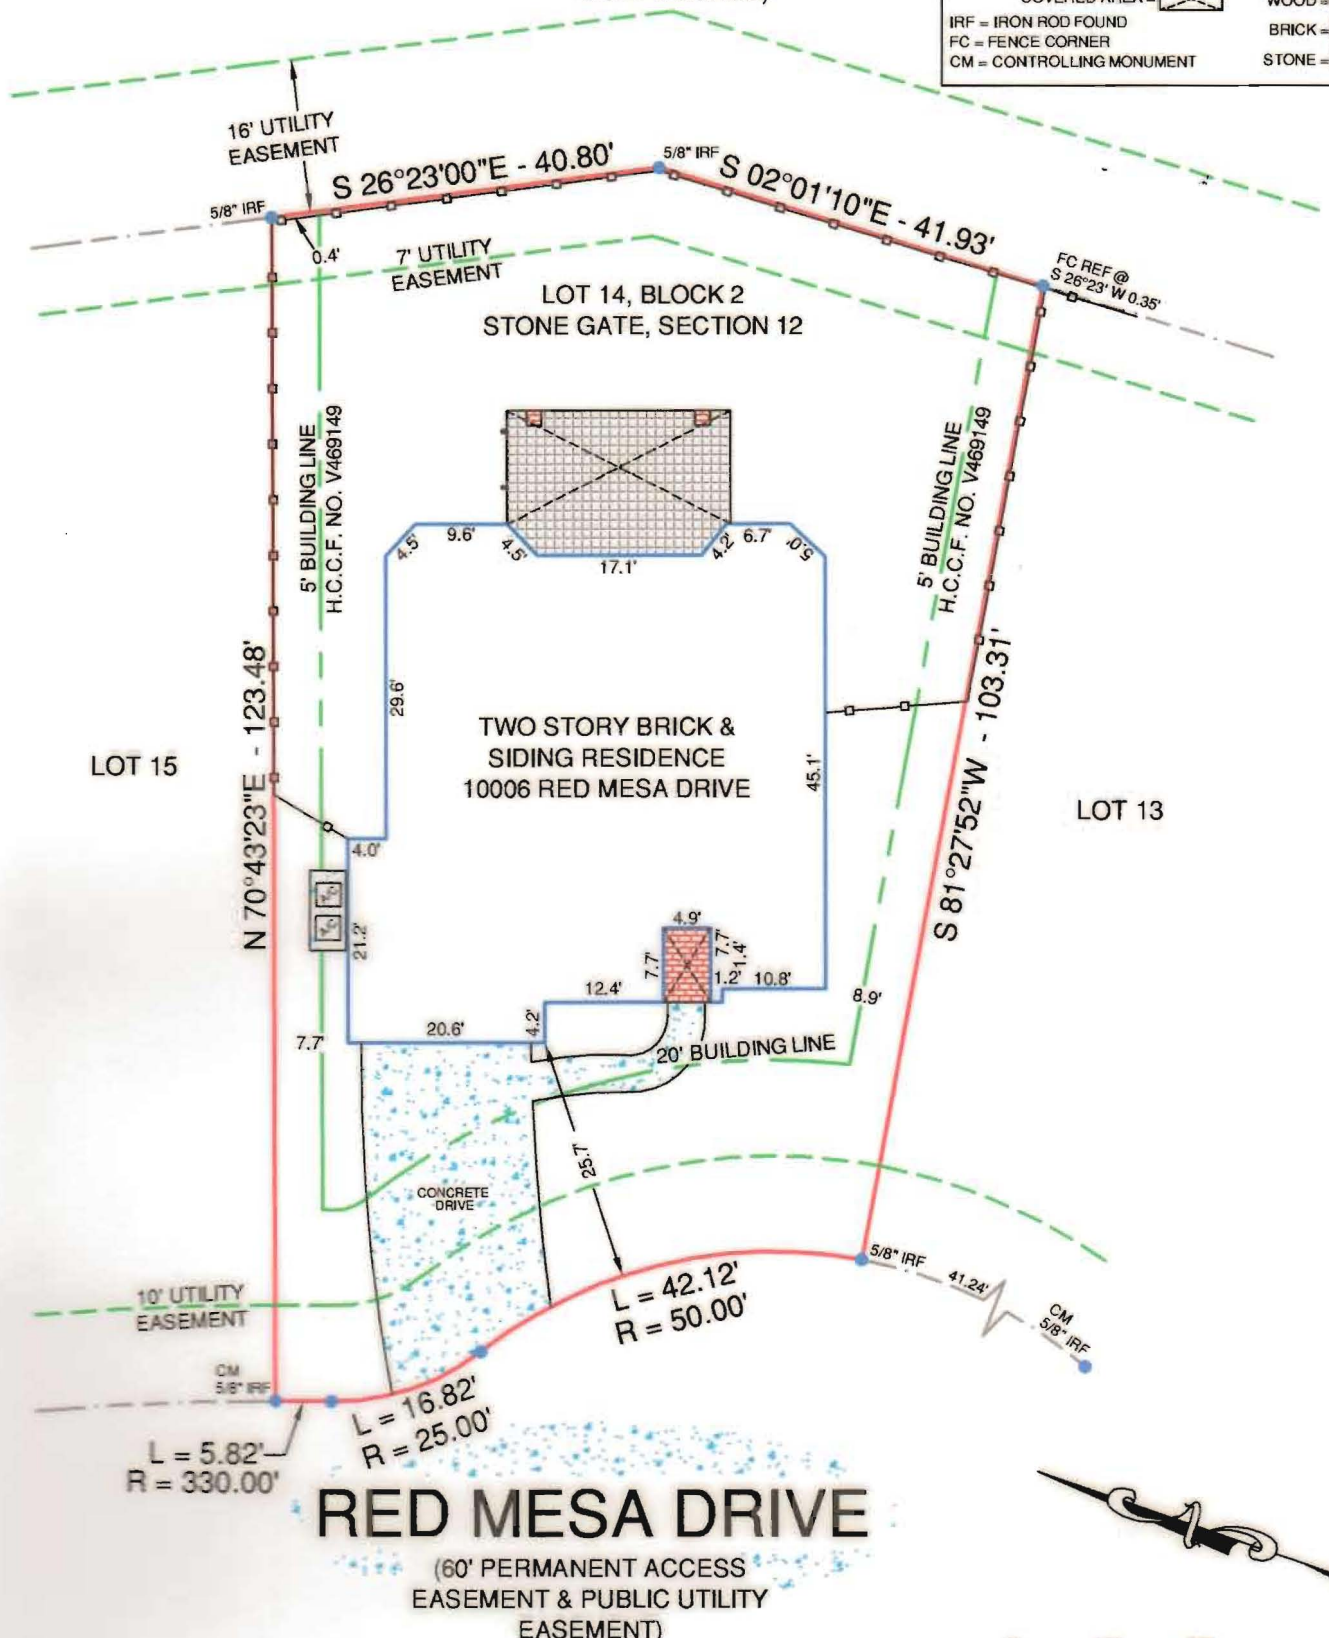 COVERED AREA =
WOOD =
IRF = IRON ROD FOUND
BRICK =
FC = FENCE CORNER
CM = CONTROLLING MONUMENT
STONE =
16' UTILITY
EASEMENT
S 26°23'00"E - 40.80'
5/8" IRF
S 02°01'10"E - 41.93'
5/8" IRF
0.4'
7' UTILITY
EASEMENT
FC REF @
S 26°23' W 0.35'
LOT 14, BLOCK 2
STONE GATE, SECTION 12
5' BUILDING LINE
H.C.C.F. NO. V469149
5' BUILDING LINE
H.C.C.F. NO. V469149
4.5'
9.6'
4.5'
17.1'
4.2'
6.7'
5.0'
29.6'
N 70°43'23"E - 123.48'
S 81°27'52"W - 103.31'
TWO STORY BRICK &
SIDING RESIDENCE
10006 RED MESA DRIVE
45.1'
LOT 15
LOT 13
4.0'
21.2'
4.9'
7.7'
7.7'
1.4'
1.2'
10.8'
12.4'
8.9'
20.6'
4.2'
7.7'
20' BUILDING LINE
25.7'
CONCRETE
DRIVE
10' UTILITY
EASEMENT
5/8" IRF
41.24'
CM
5/8" IRF
L = 42.12'
R = 50.00'
CM
5/8" IRF
L = 16.82'
R = 25.00'
L = 5.82'
R = 330.00'
RED MESA DRIVE
(60' PERMANENT ACCESS
EASEMENT & PUBLIC UTILITY
EASEMENT)